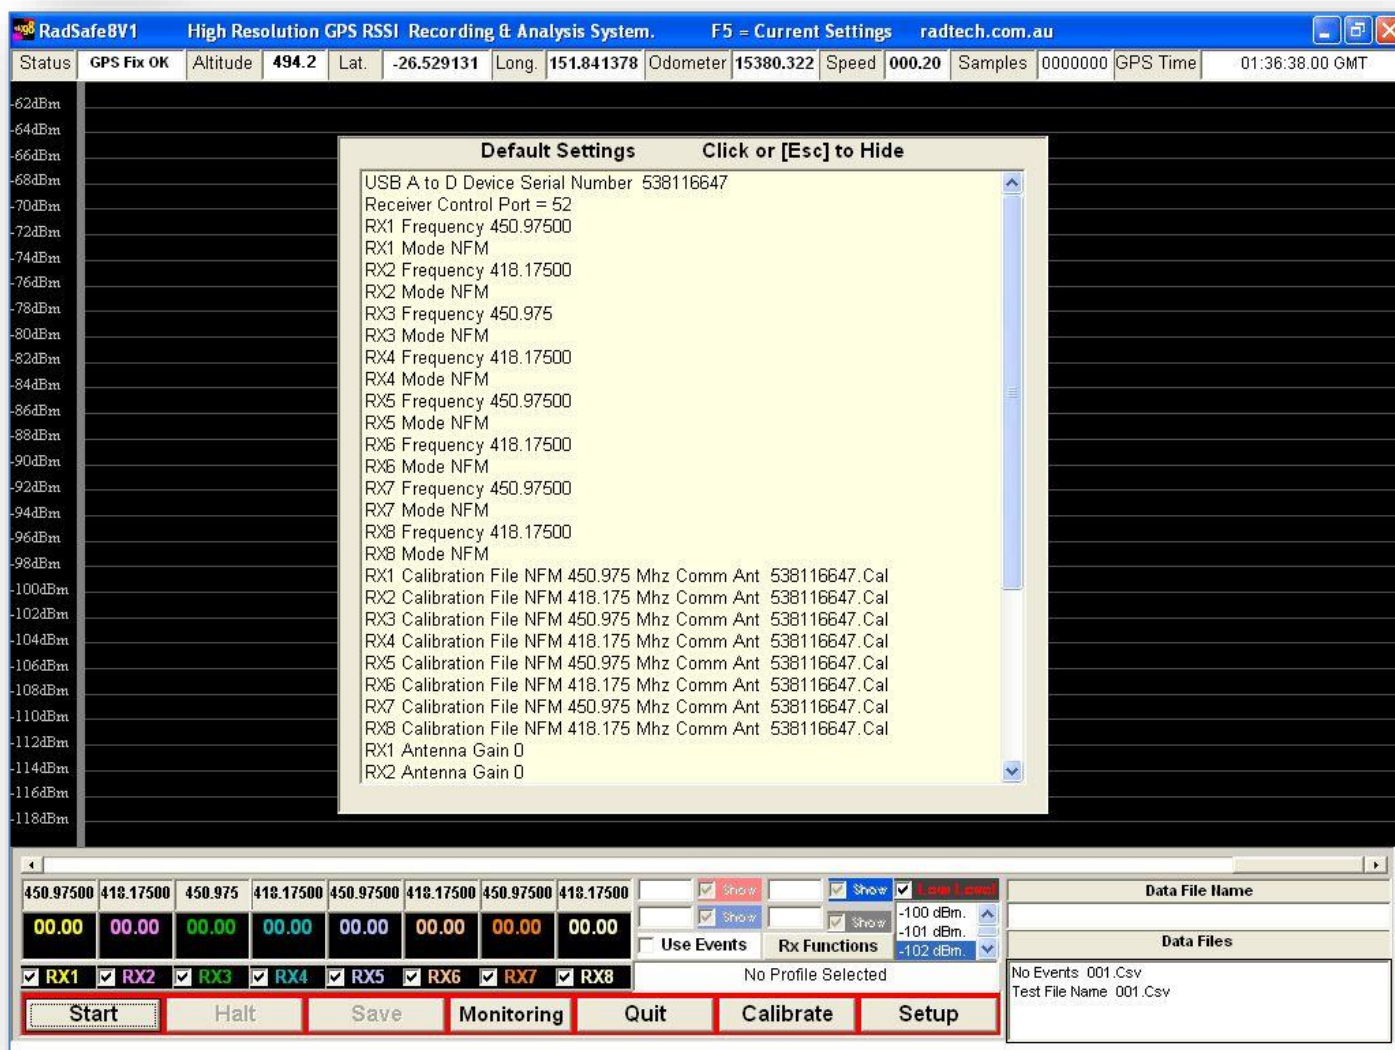 RadSafe8V1 High Resolution GPS RSSI Recording & Analysis System. F5 = Current Settings radtech.com.au
Status GPS Fix OK Altitude 494.2 Lat. -26.529131 Long. 151.841378 Odometer 15380.322 Speed 000.20 Samples 0000000 GPS Time 01:36:38.00 GMT
-62dBm
-64dBm
-66dBm
-68dBm
-70dBm
-72dBm
-74dBm
-76dBm
-78dBm
-80dBm
-82dBm
-84dBm
-86dBm
-88dBm
-90dBm
-92dBm
-94dBm
-96dBm
-98dBm
-100dBm
-102dBm
-104dBm
-106dBm
-108dBm
-110dBm
-112dBm
-114dBm
-116dBm
-118dBm
Default Settings Click or [Esc] to Hide
USB A to D Device Serial Number 538116647
Receiver Control Port = 52
RX1 Frequency 450.97500
RX1 Mode NFM
RX2 Frequency 418.17500
RX2 Mode NFM
RX3 Frequency 450.975
RX3 Mode NFM
RX4 Frequency 418.17500
RX4 Mode NFM
RX5 Frequency 450.97500
RX5 Mode NFM
RX6 Frequency 418.17500
RX6 Mode NFM
RX7 Frequency 450.97500
RX7 Mode NFM
RX8 Frequency 418.17500
RX8 Mode NFM
RX1 Calibration File NFM 450.975 Mhz Comm Ant 538116647.Cal
RX2 Calibration File NFM 418.175 Mhz Comm Ant 538116647.Cal
RX3 Calibration File NFM 450.975 Mhz Comm Ant 538116647.Cal
RX4 Calibration File NFM 418.175 Mhz Comm Ant 538116647.Cal
RX5 Calibration File NFM 450.975 Mhz Comm Ant 538116647.Cal
RX6 Calibration File NFM 418.175 Mhz Comm Ant 538116647.Cal
RX7 Calibration File NFM 450.975 Mhz Comm Ant 538116647.Cal
RX8 Calibration File NFM 418.175 Mhz Comm Ant 538116647.Cal
RX1 Antenna Gain 0
RX2 Antenna Gain 0
450.97500 418.17500 450.975 418.17500 450.97500 418.17500 450.97500 418.17500
00.00 00.00 00.00 00.00 00.00 00.00 00.00 00.00
RX1 RX2 RX3 RX4 RX5 RX6 RX7 RX8
Show Show Low Level
Show Show
-100 dBm.
-101 dBm.
-102 dBm.
Use Events Rx Functions
No Profile Selected
Data File Name
Data Files
No Events 001.Csv
Test File Name 001.Csv
Start Halt Save Monitoring Quit Calibrate Setup